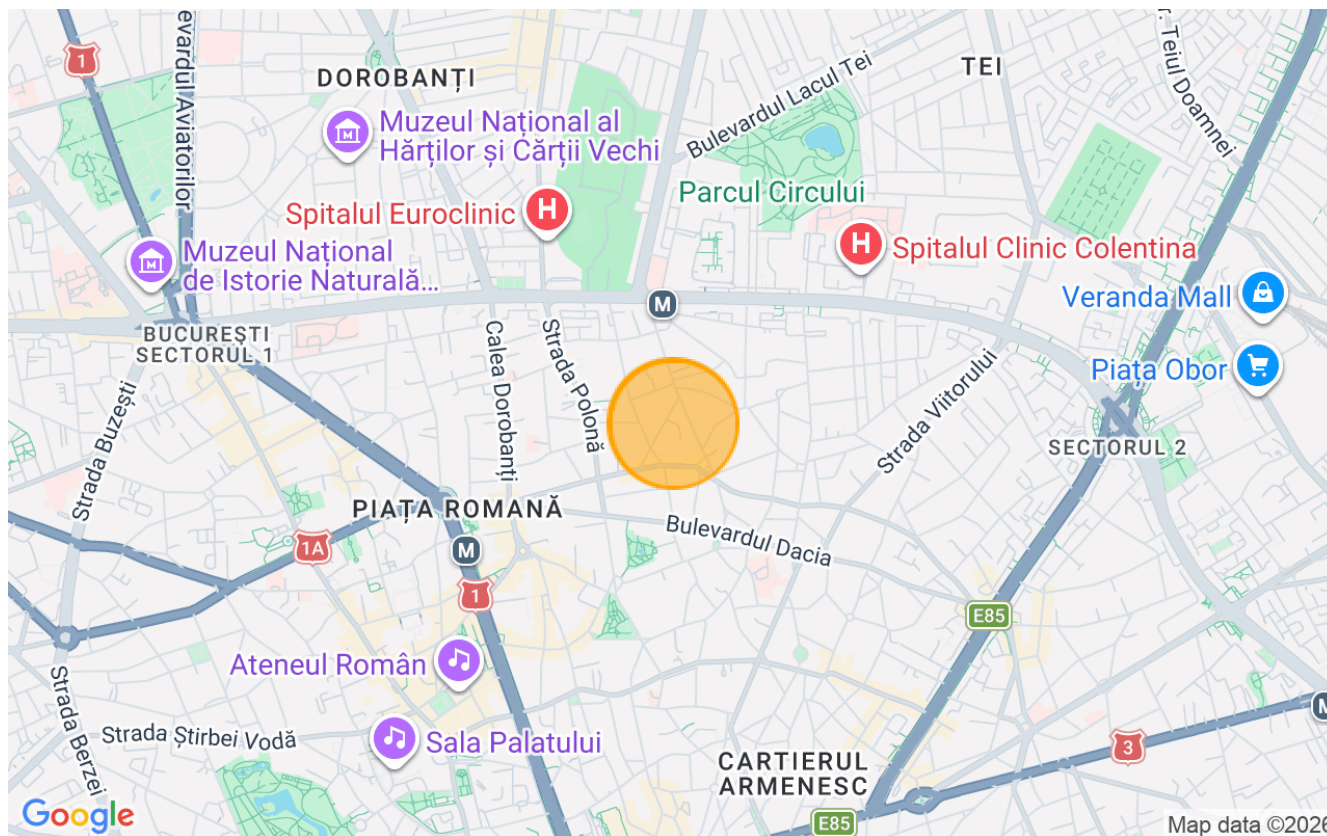 1
evardul Aviatorilor
DOROBANȚI
TEI
Teiul Doamnei
Muzeul Național al
Hărților și Cărții Vechi
Bulevardul Lacul Tei
Parcul Circului
Spitalul Euroclinic
H
H
Spitalul Clinic Colentina
Muzeul Național
de Istorie Naturală...
M
Veranda Mall
BUCUREȘTI
SECTORUL 1
Calea Dorobanți
Strada Polonă
Strada Viitorului
Piața Obor
Strada Buzești
SECTORUL 2
PIAȚA ROMANĂ
1A
M
Bulevardul Dacia
1
E85
Ateneul Român
Strada Berzei
Strada Știrbei Vodă
Sala Palatului
M
3
CARTIERUL
ARMENESC
Google
E85
Map data ©2026